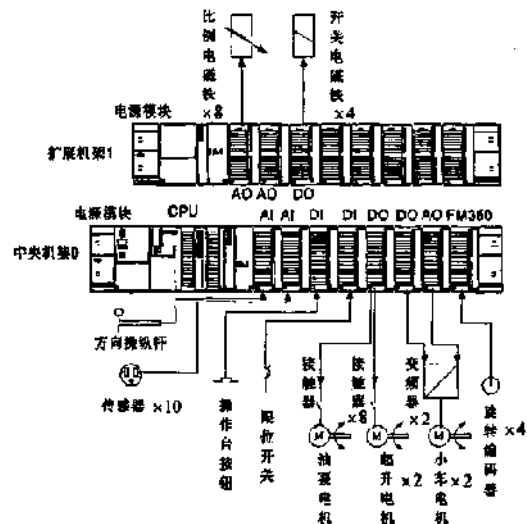 比例电磁铁 ×8
开关电磁铁 ×4
电源模块
扩展机架1
IM
AO AO DO
电源模块
CPU
AI AI DI DI DO DO AO FM350
中央机架0
方向操纵杆
传感器 ×10
操作台按钮
限位开关
接触器 ×8
接触器 ×2
变频器
旋转编码器 ×4
M
M
M
油泵电机
起升电机 ×2
小车电机 ×2